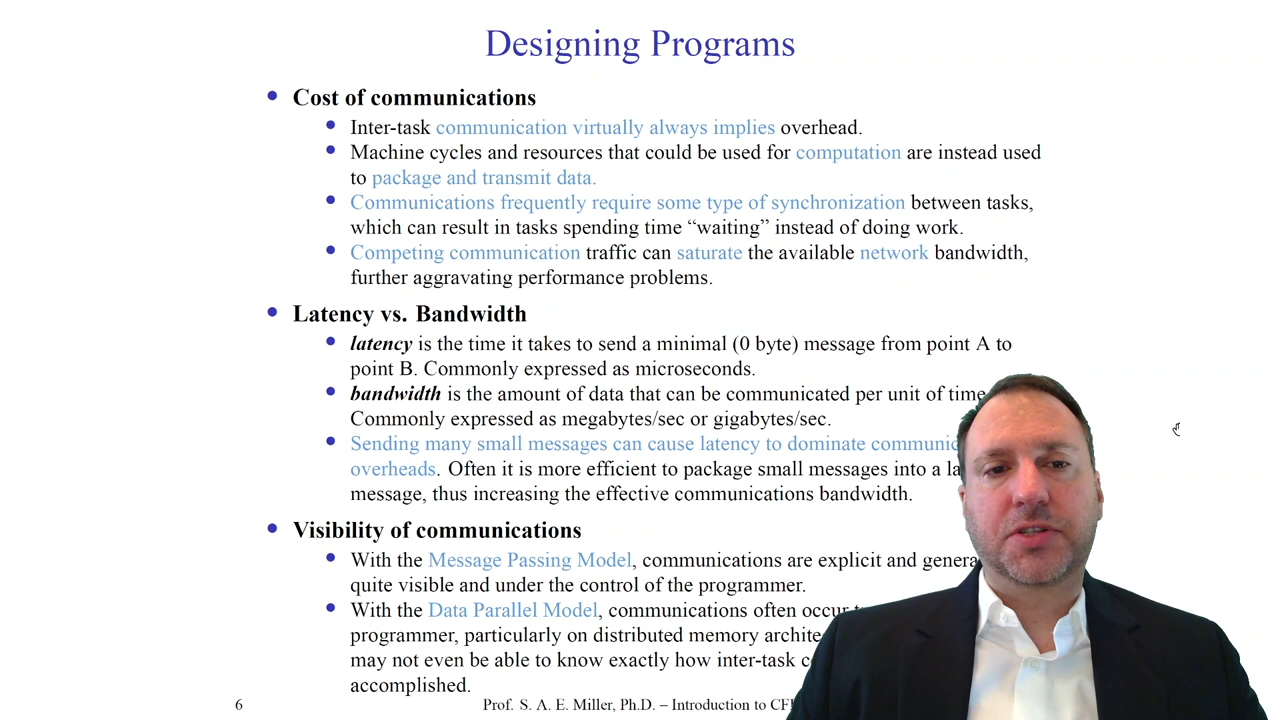 Designing Programs
Cost of communications
Inter-task communication virtually always implies overhead.
Machine cycles and resources that could be used for computation are instead used
to package and transmit data.
Communications frequently require some type of synchronization between tasks,
which can result in tasks spending time “waiting” instead of doing work.
Competing communication traffic can saturate the available network bandwidth,
further aggravating performance problems.
Latency vs. Bandwidth
latency is the time it takes to send a minimal (0 byte) message from point A to
point B. Commonly expressed as microseconds.
bandwidth is the amount of data that can be communicated per unit of time
Commonly expressed as megabytes/sec or gigabytes/sec.
Sending many small messages can cause latency to dominate
overheads. Often it is more efficient to package small messages into a
message, thus increasing the effective communications bandwidth.
Visibility of communications
With the Message Passing Model, communications are explicit and
quite visible and under the control of the programmer.
With the Data Parallel Model, communications often occur
programmer, particularly on distributed memory
may not even be able to know exactly how inter-task
accomplished.
6
Prof. S. A. E. Miller, Ph.D. – Introduction to